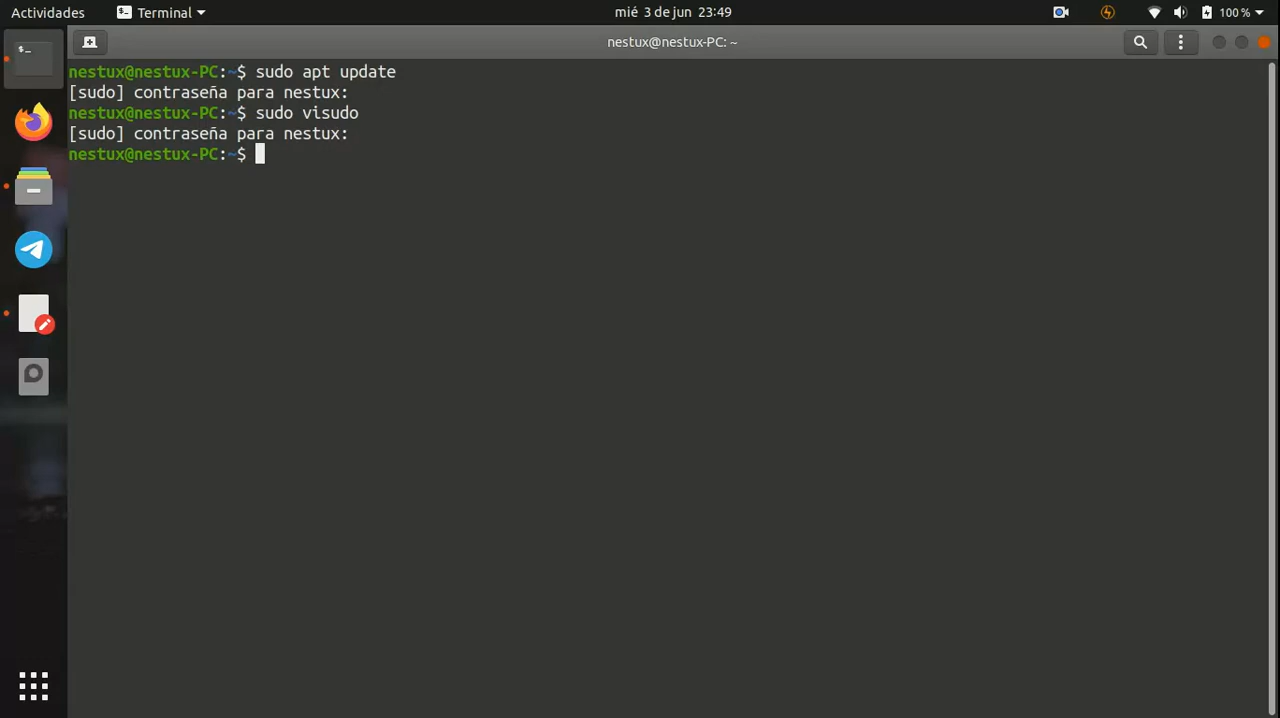 Actividades
Terminal
mié 3 de jun 23:49
100 %
nestux@nestux-PC: ~
nestux@nestux-PC:~$ sudo apt update
[sudo] contraseña para nestux:
nestux@nestux-PC:~$ sudo visudo
[sudo] contraseña para nestux:
nestux@nestux-PC:~$